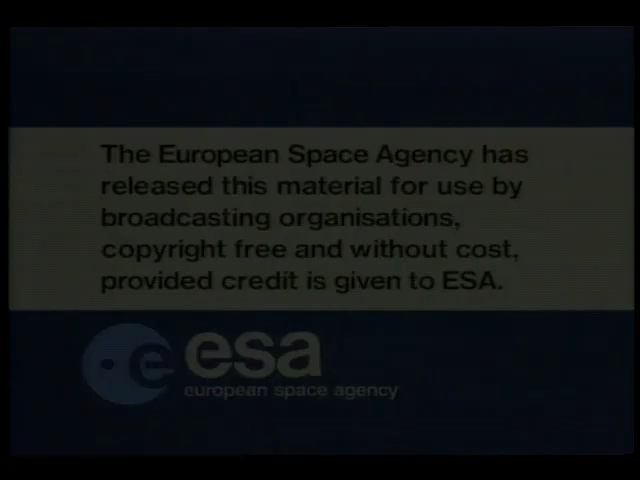 The European Space Agency has
released this material for use by
broadcasting organisations,
copyright free and without cost,
provided credit is given to ESA.
esa
european space agency